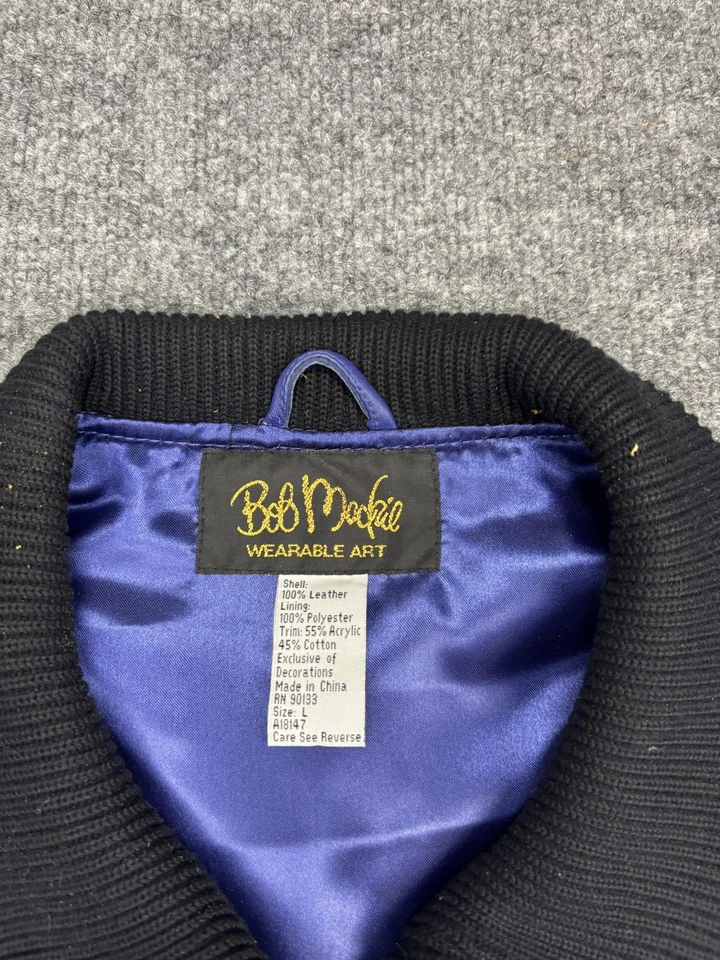 Bob Mackie
WEARABLE ART
Shell:
100% Leather
Lining:
100% Polyester
Trim: 55% Acrylic
45% Cotton
Exclusive of
Decorations
Made in China
RN 90133
Size: L
A18147
Care See Reverse